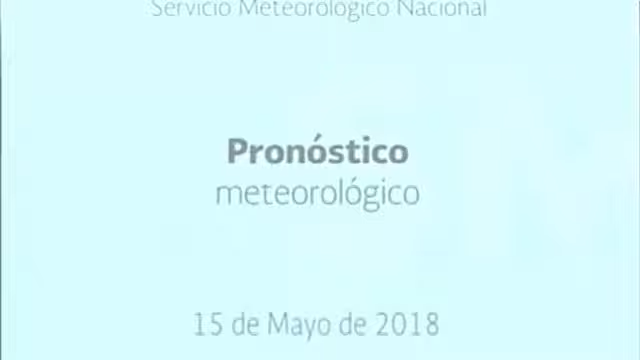 Servicio Meteorológico Nacional
Pronóstico
meteorológico
15 de Mayo de 2018